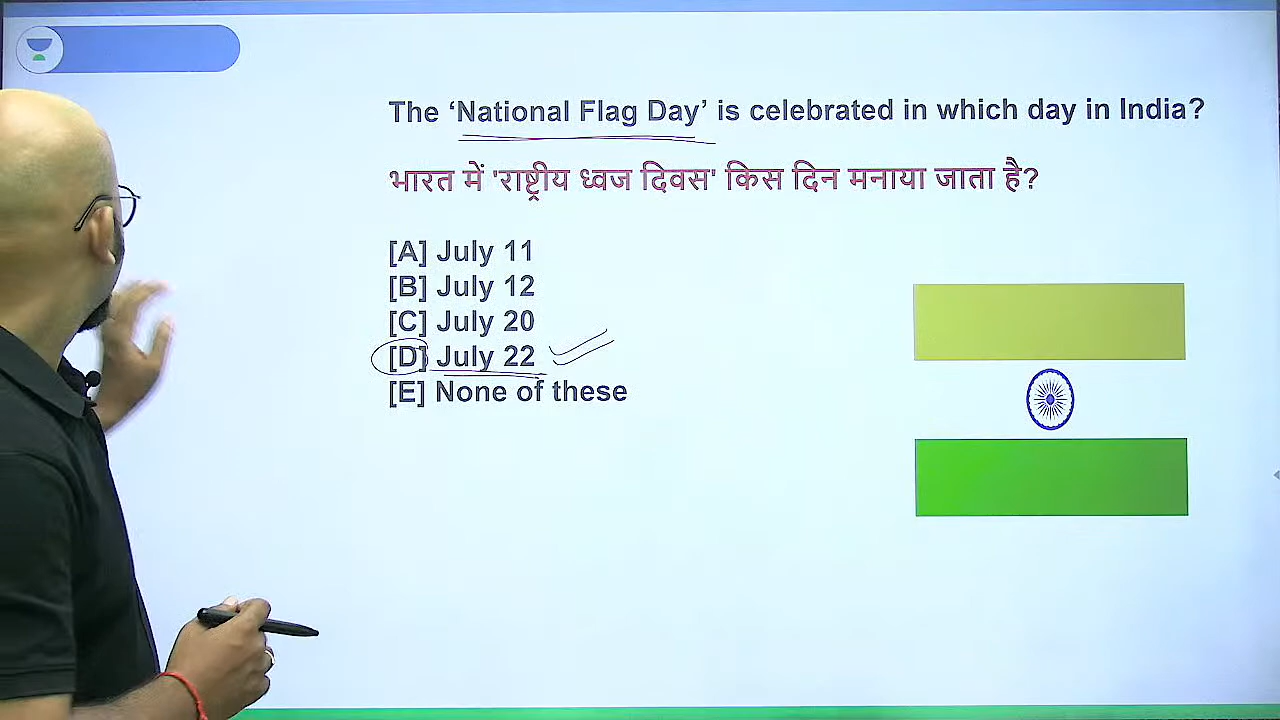 The ‘National Flag Day’ is celebrated in which day in India?
भारत में 'राष्ट्रीय ध्वज दिवस' किस दिन मनाया जाता है?
[A] July 11
[B] July 12
[C] July 20
[D] July 22
[E] None of these